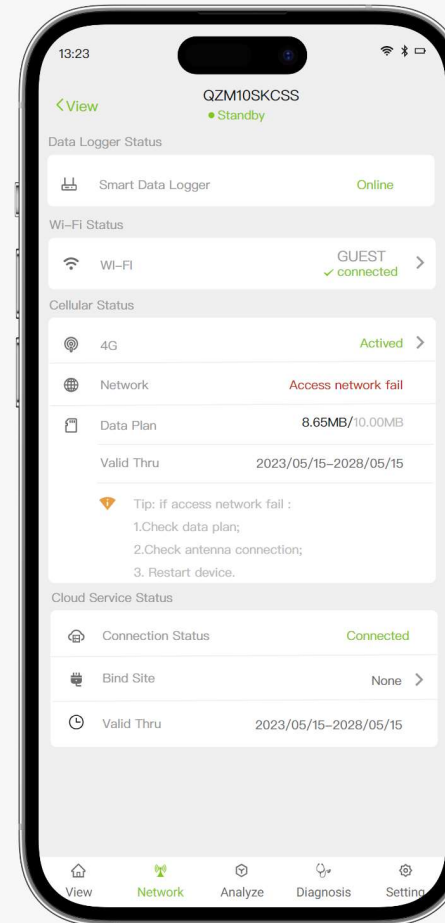 13:23
View
QZM10SKCSS
Standby
Data Logger Status
Smart Data Logger Online
Wi-Fi Status
GUEST
WI-FI
connected
Cellular Status
4G Actived
Network Access network fail
Data Plan 8.65MB/10.00MB
Valid Thru 2023/05/15-2028/05/15
Tip: if access network fail :
1.Check data plan;
2.Check antenna connection;
3. Restart device.
Cloud Service Status
Connection Status Connected
Bind Site None
Valid Thru 2023/05/15-2028/05/15
View Network Analyze Diagnosis Setting